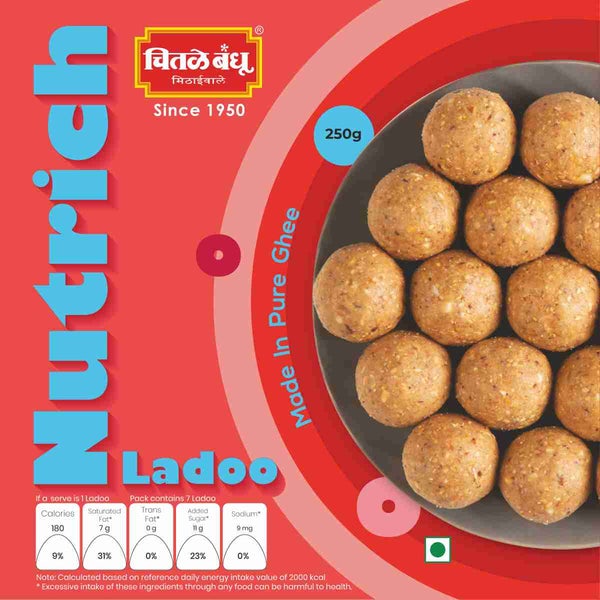 Nutrich
Ladoo
चितळे बंधू
®
मिठाईवाले
Since 1950
250g
Made In Pure Ghee
If a serve is 1 Ladoo Pack contains 7 Ladoo
Calories
180
9%
Saturated
Fat*
7 g
31%
Trans
Fat*
0 g
0%
Added
Sugar*
11 g
23%
Sodium*
9 mg
0%
Note: Calculated based on reference daily energy intake value of 2000 kcal
* Excessive intake of these ingredients through any food can be harmful to health.